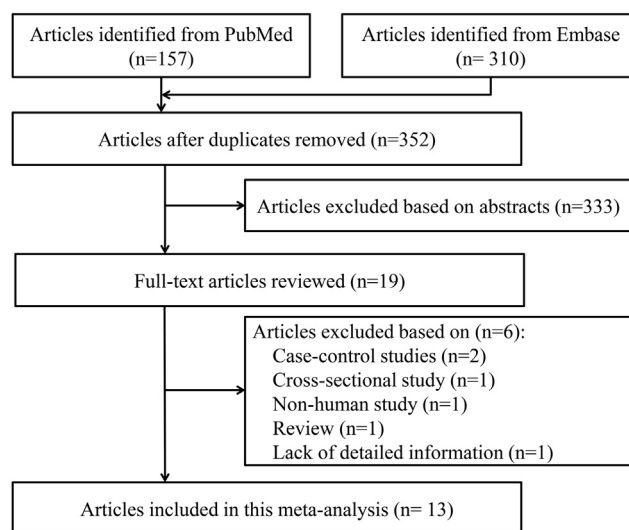 Articles identified from PubMed
(n=157)
Articles identified from Embase
(n= 310)
Articles after duplicates removed (n=352)
Articles excluded based on abstracts (n=333)
Full-text articles reviewed (n=19)
Articles excluded based on (n=6):
Case-control studies (n=2)
Cross-sectional study (n=1)
Non-human study (n=1)
Review (n=1)
Lack of detailed information (n=1)
Articles included in this meta-analysis (n= 13)